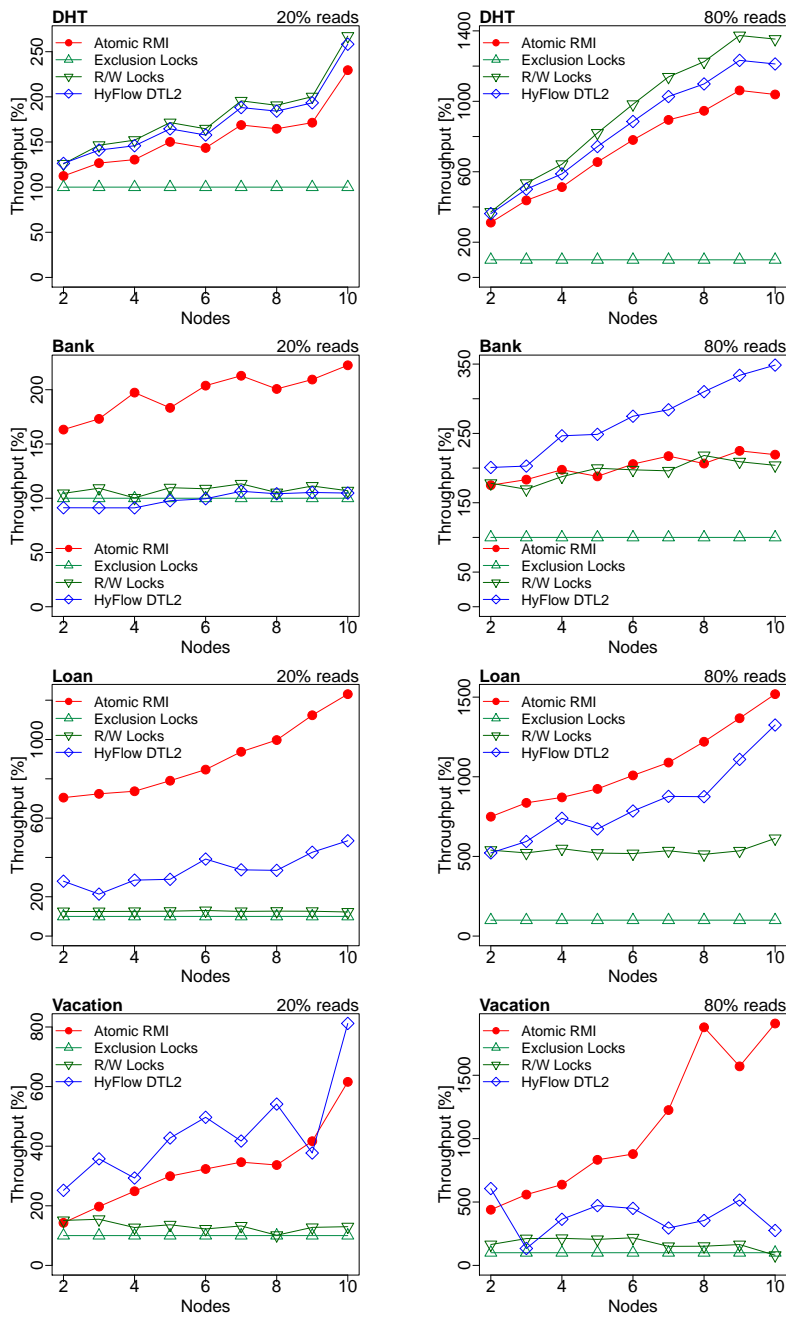 DHT 20% reads
Atomic RMI
Exclusion Locks
R/W Locks
HyFlow DTL2
Throughput [%]
0 50 100 150 200 250
2 4 6 8 10
Nodes
DHT 80% reads
Atomic RMI
Exclusion Locks
R/W Locks
HyFlow DTL2
Throughput [%]
0 200 600 1000 1400
2 4 6 8 10
Nodes
Bank 20% reads
Throughput [%]
0 50 100 150 200
Atomic RMI
Exclusion Locks
R/W Locks
HyFlow DTL2
2 4 6 8 10
Nodes
Bank 80% reads
Throughput [%]
0 50 150 250 350
Atomic RMI
Exclusion Locks
R/W Locks
HyFlow DTL2
2 4 6 8 10
Nodes
Loan 20% reads
Atomic RMI
Exclusion Locks
R/W Locks
HyFlow DTL2
Throughput [%]
0 200 600 1000
2 4 6 8 10
Nodes
Loan 80% reads
Atomic RMI
Exclusion Locks
R/W Locks
HyFlow DTL2
Throughput [%]
0 500 1000 1500
2 4 6 8 10
Nodes
Vacation 20% reads
Atomic RMI
Exclusion Locks
R/W Locks
HyFlow DTL2
Throughput [%]
0 200 400 600 800
2 4 6 8 10
Nodes
Vacation 80% reads
Atomic RMI
Exclusion Locks
R/W Locks
HyFlow DTL2
Throughput [%]
0 500 1500
2 4 6 8 10
Nodes